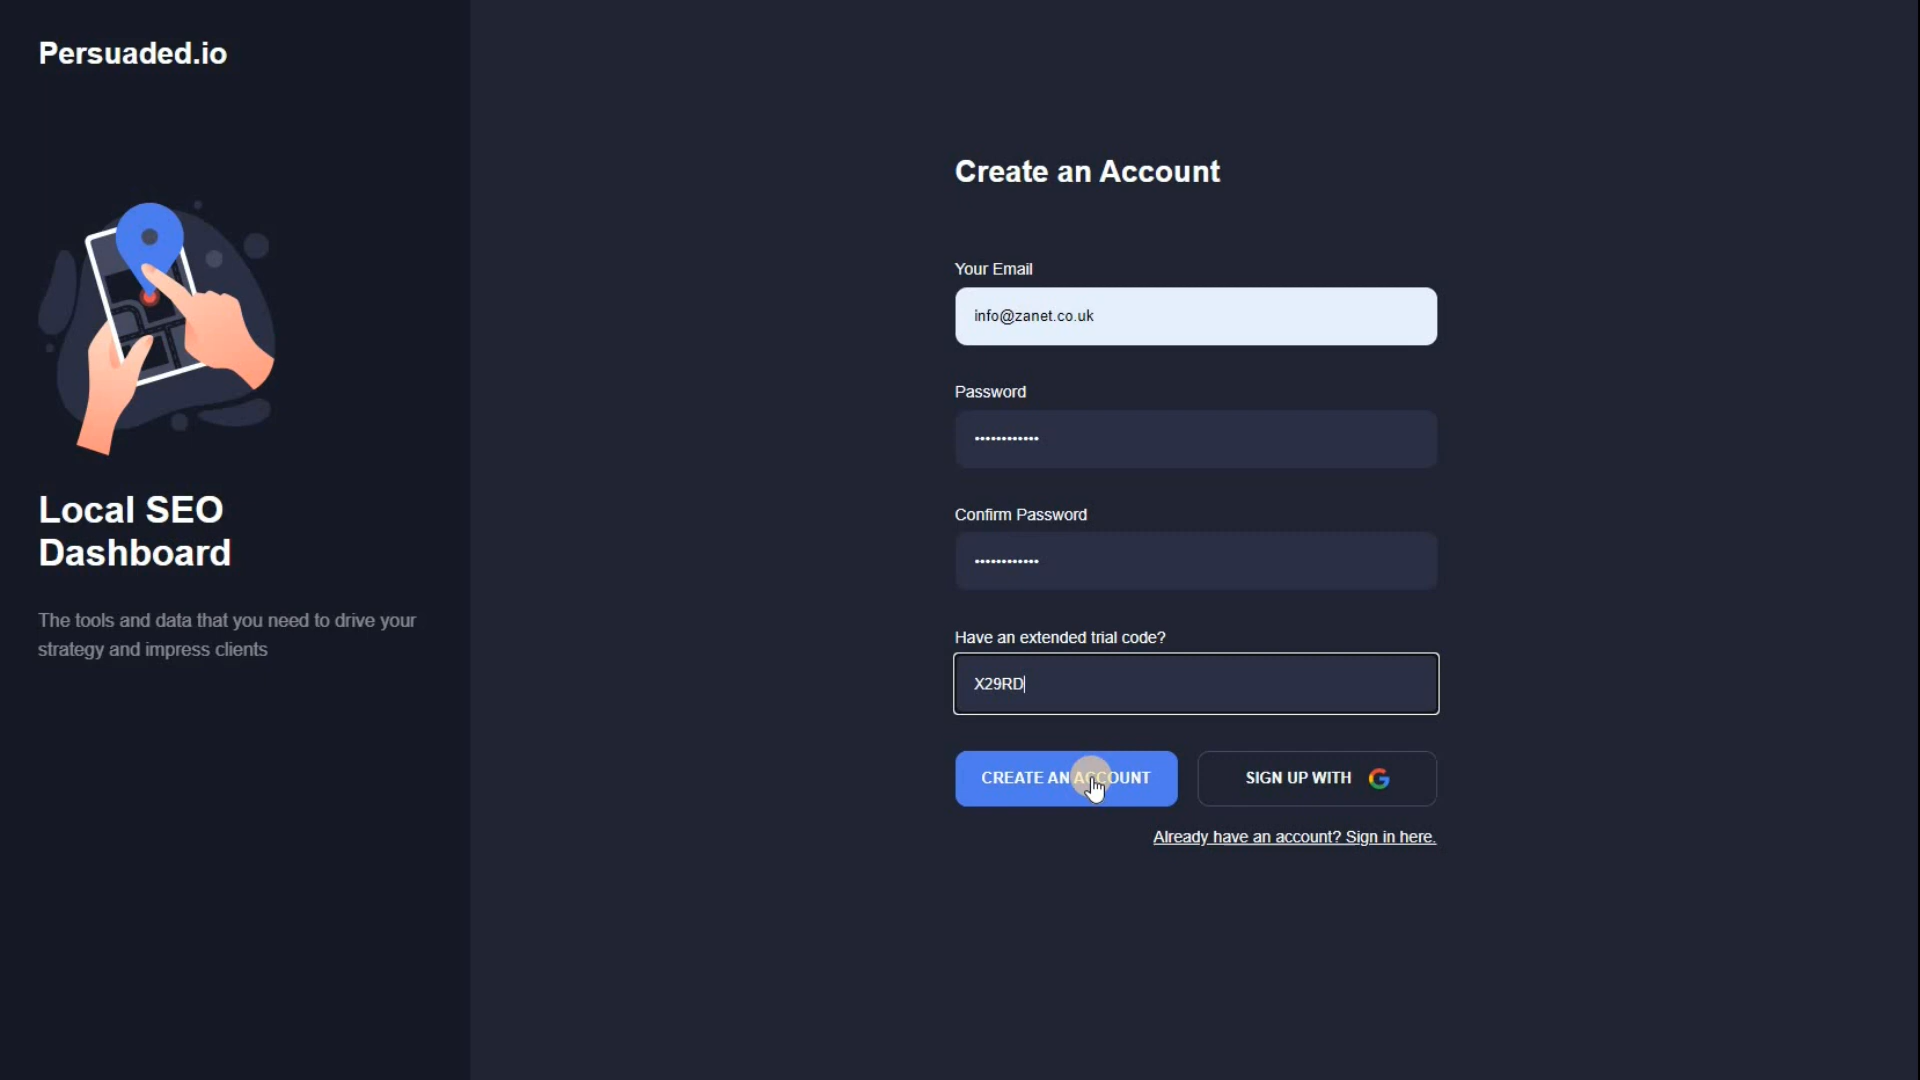 Persuaded.io
Local SEO
Dashboard
The tools and data that you need to drive your
strategy and impress clients
Create an Account
Your Email
info@zanet.co.uk
Password
••••••••••••
Confirm Password
••••••••••••
Have an extended trial code?
X29RD
CREATE AN ACCOUNT
SIGN UP WITH G
Already have an account? Sign in here.